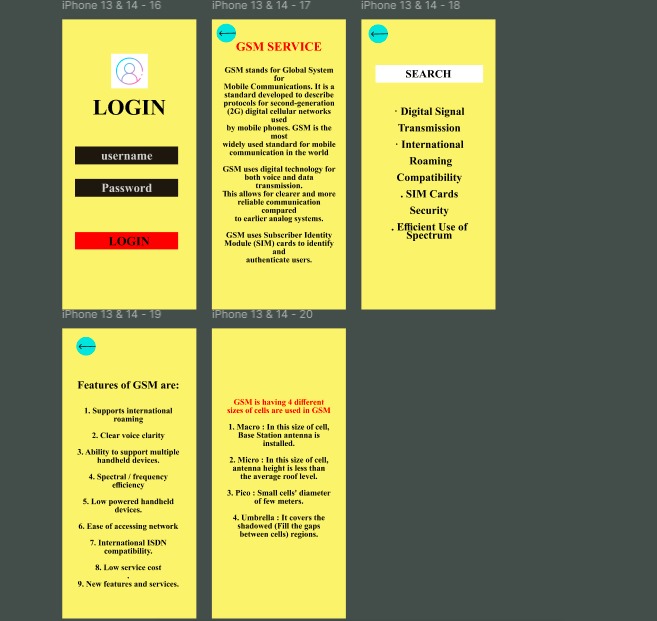 iPhone 13 & 14 - 16
LOGIN
username
Password
LOGIN
iPhone 13 & 14 - 17
GSM SERVICE
GSM stands for Global System
for
Mobile Communications. It is a
standard developed to describe
protocols for second-generation
(2G) digital cellular networks
used
by mobile phones. GSM is the
most
widely used standard for mobile
communication in the world
GSM uses digital technology for
both voice and data
transmission.
This allows for clearer and more
reliable communication
compared
to earlier analog systems.
GSM uses Subscriber Identity
Module (SIM) cards to identify
and
authenticate users.
iPhone 13 & 14 - 18
SEARCH
· Digital Signal
Transmission
· International
Roaming
Compatibility
. SIM Cards
Security
. Efficient Use of
Spectrum
iPhone 13 & 14 - 19
Features of GSM are:
1. Supports international
roaming
2. Clear voice clarity
3. Ability to support multiple
handheld devices.
4. Spectral / frequency
efficiency
5. Low powered handheld
devices.
6. Ease of accessing network
7. International ISDN
compatibility.
8. Low service cost
.
9. New features and services.
iPhone 13 & 14 - 20
GSM is having 4 different
sizes of cells are used in GSM
1. Macro : In this size of cell,
Base Station antenna is
installed.
2. Micro : In this size of cell,
antenna height is less than
the average roof level.
3. Pico : Small cells' diameter
of few meters.
4. Umbrella : It covers the
shadowed (Fill the gaps
between cells) regions.